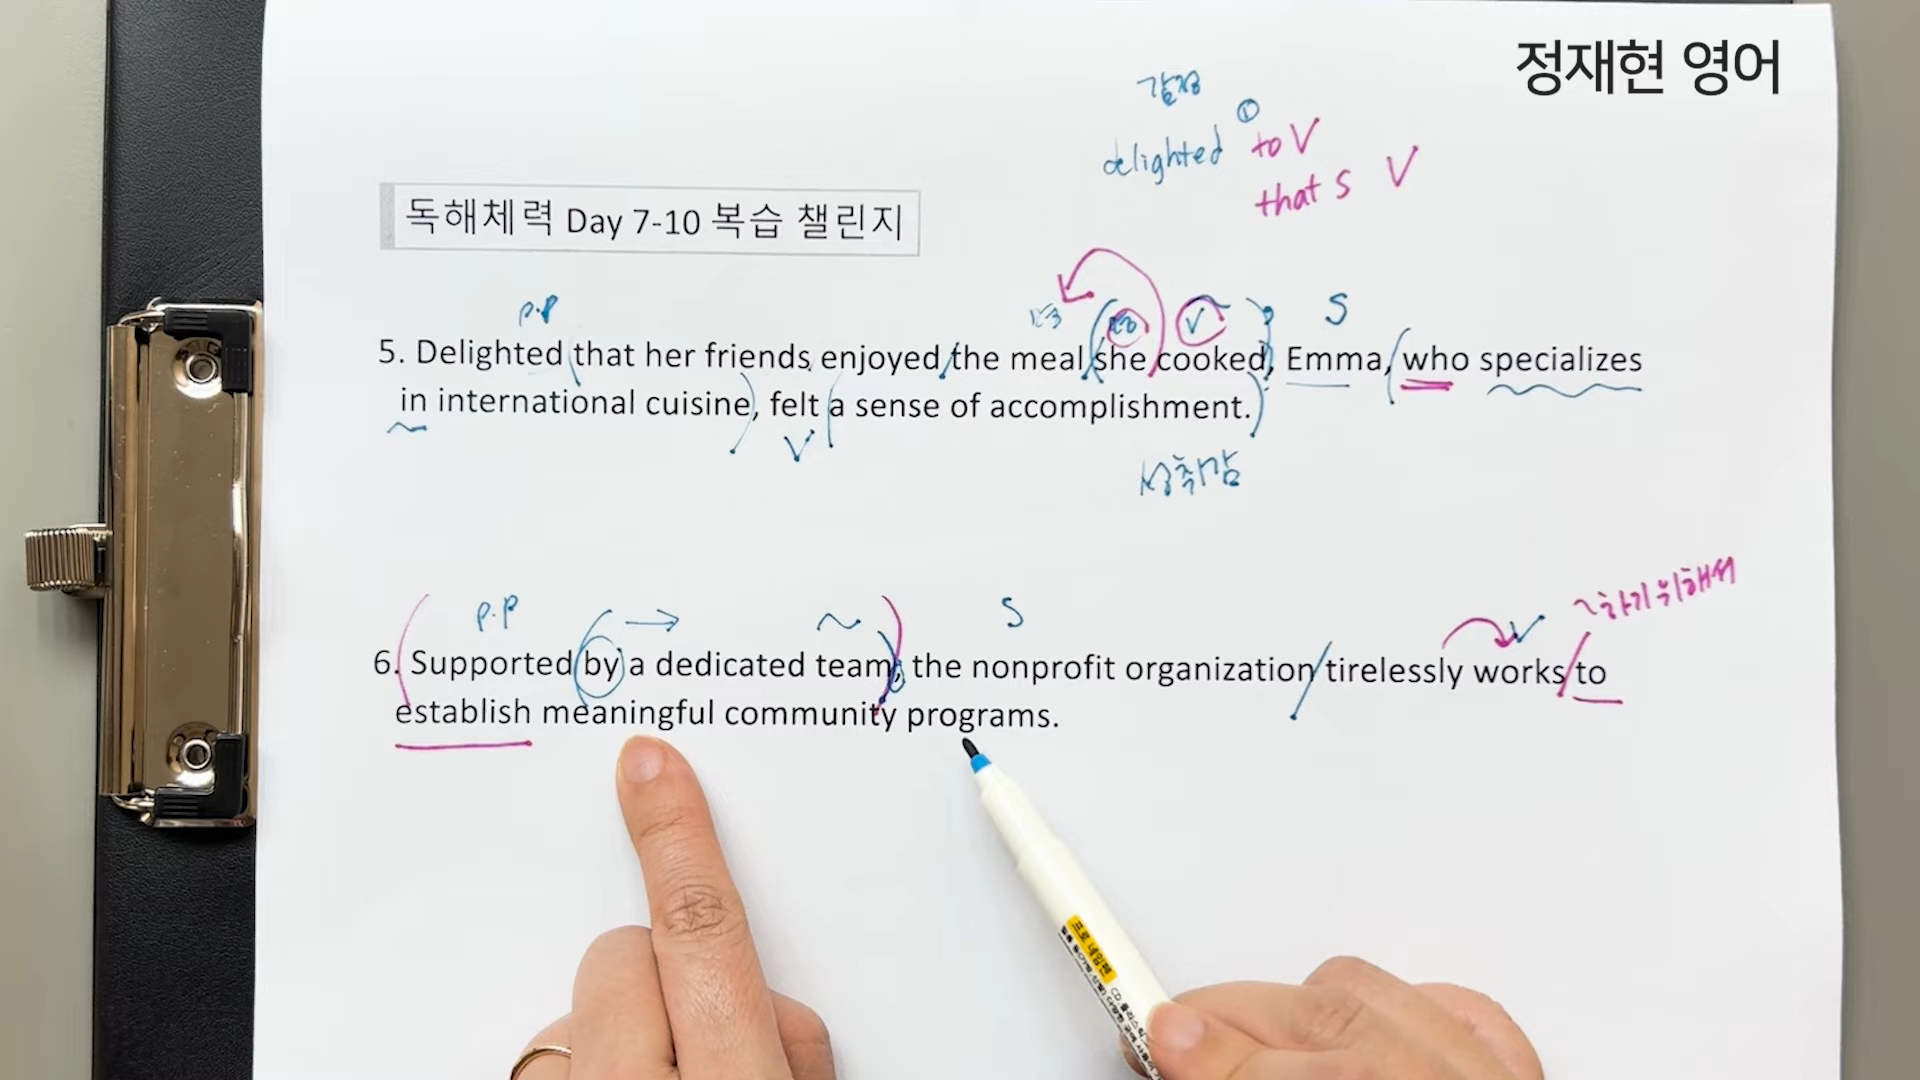 정재현 영어
감정
①
delighted to V
that S V
독해체력 Day 7-10 복습 챌린지
p.p
S
5. Delighted that her friends enjoyed the meal she cooked, Emma, who specializes
in international cuisine, felt a sense of accomplishment.
V
성취감
~하기 위해서
p.p
S
V
6. Supported by a dedicated team, the nonprofit organization tirelessly works to
establish meaningful community programs.